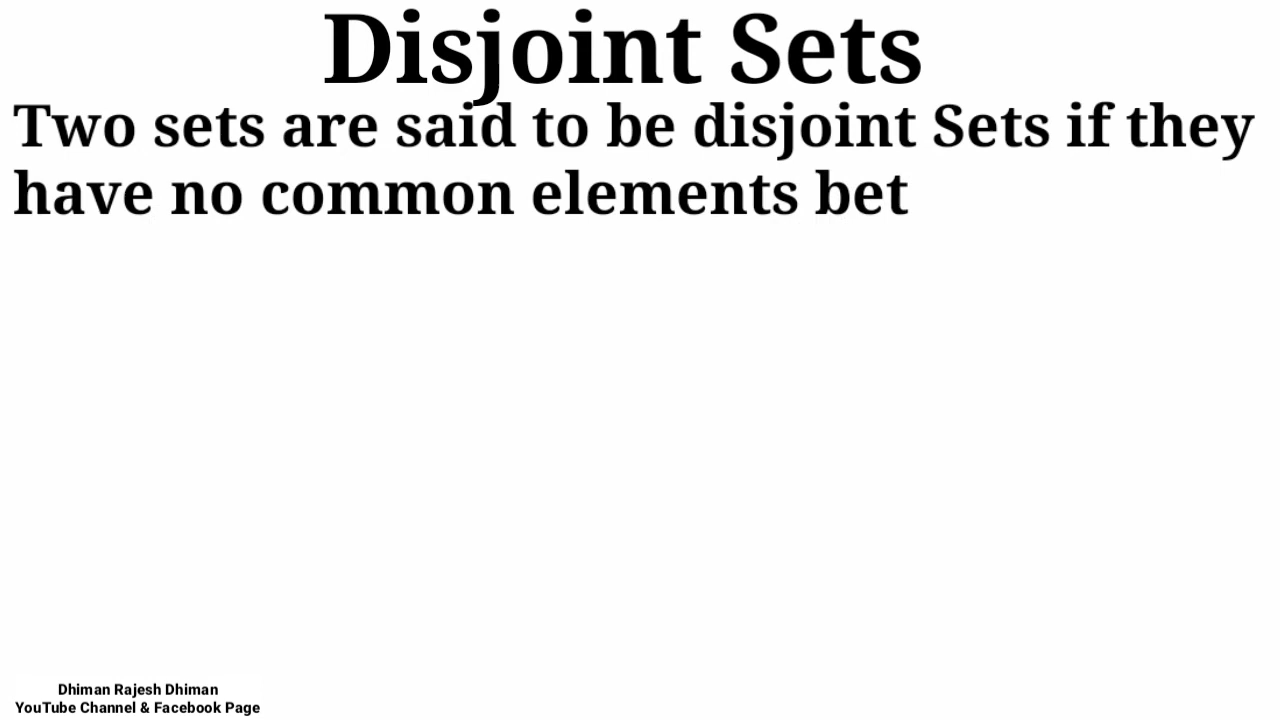 Disjoint Sets
Two sets are said to be disjoint Sets if they
have no common elements bet
Dhiman Rajesh Dhiman
YouTube Channel & Facebook Page